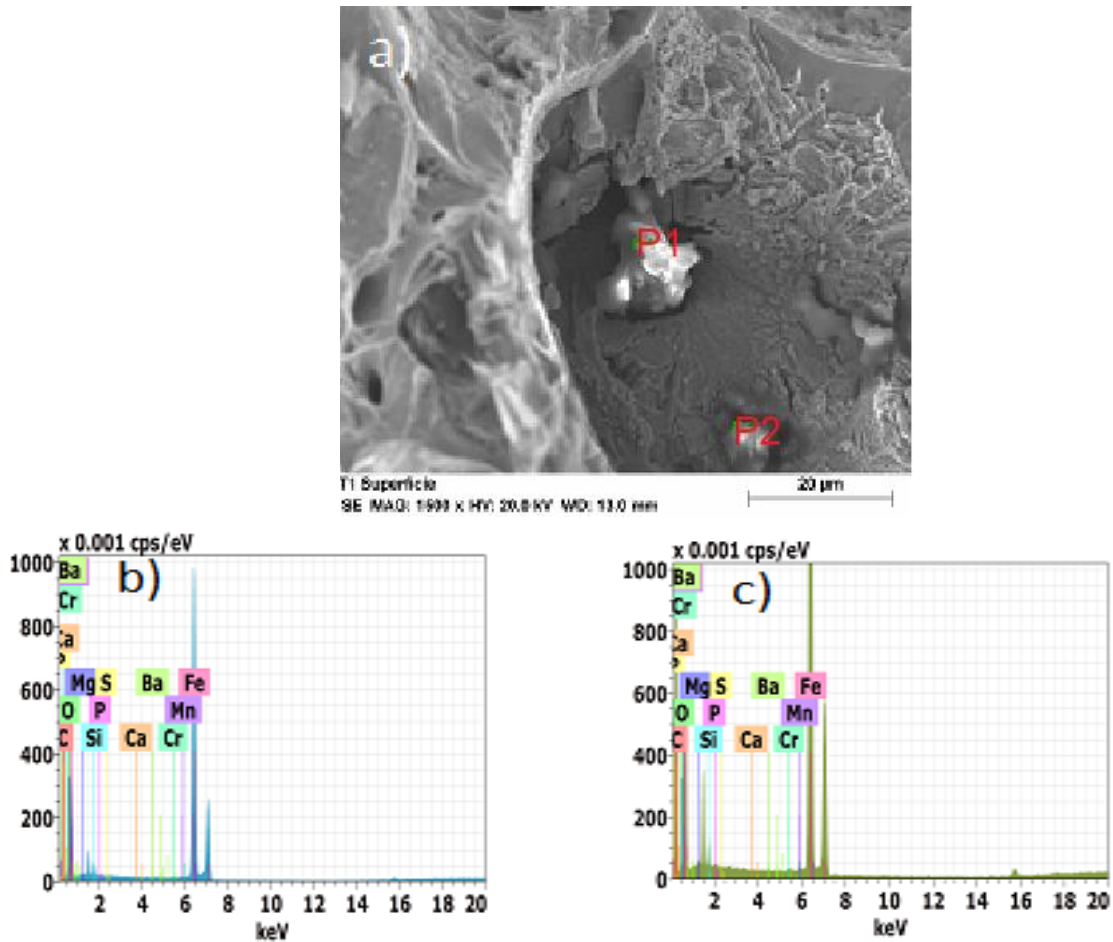 a)
P1
P2
T1 Superficie
20 µm
SE MAG: 1500 x HV: 20.0 kV WD: 13.0 mm
x 0.001 cps/eV
b)
1000
800
600
400
200
0
Ba
Cr
Ca
P
Mg S Ba Fe
O P Mn
C Si Ca Cr
2 4 6 8 10 12 14 16 18 20
keV
x 0.001 cps/eV
c)
1000
800
600
400
200
0
Ba
Cr
Ca
P
Mg S Ba Fe
O P Mn
C Si Ca Cr
2 4 6 8 10 12 14 16 18 20
keV